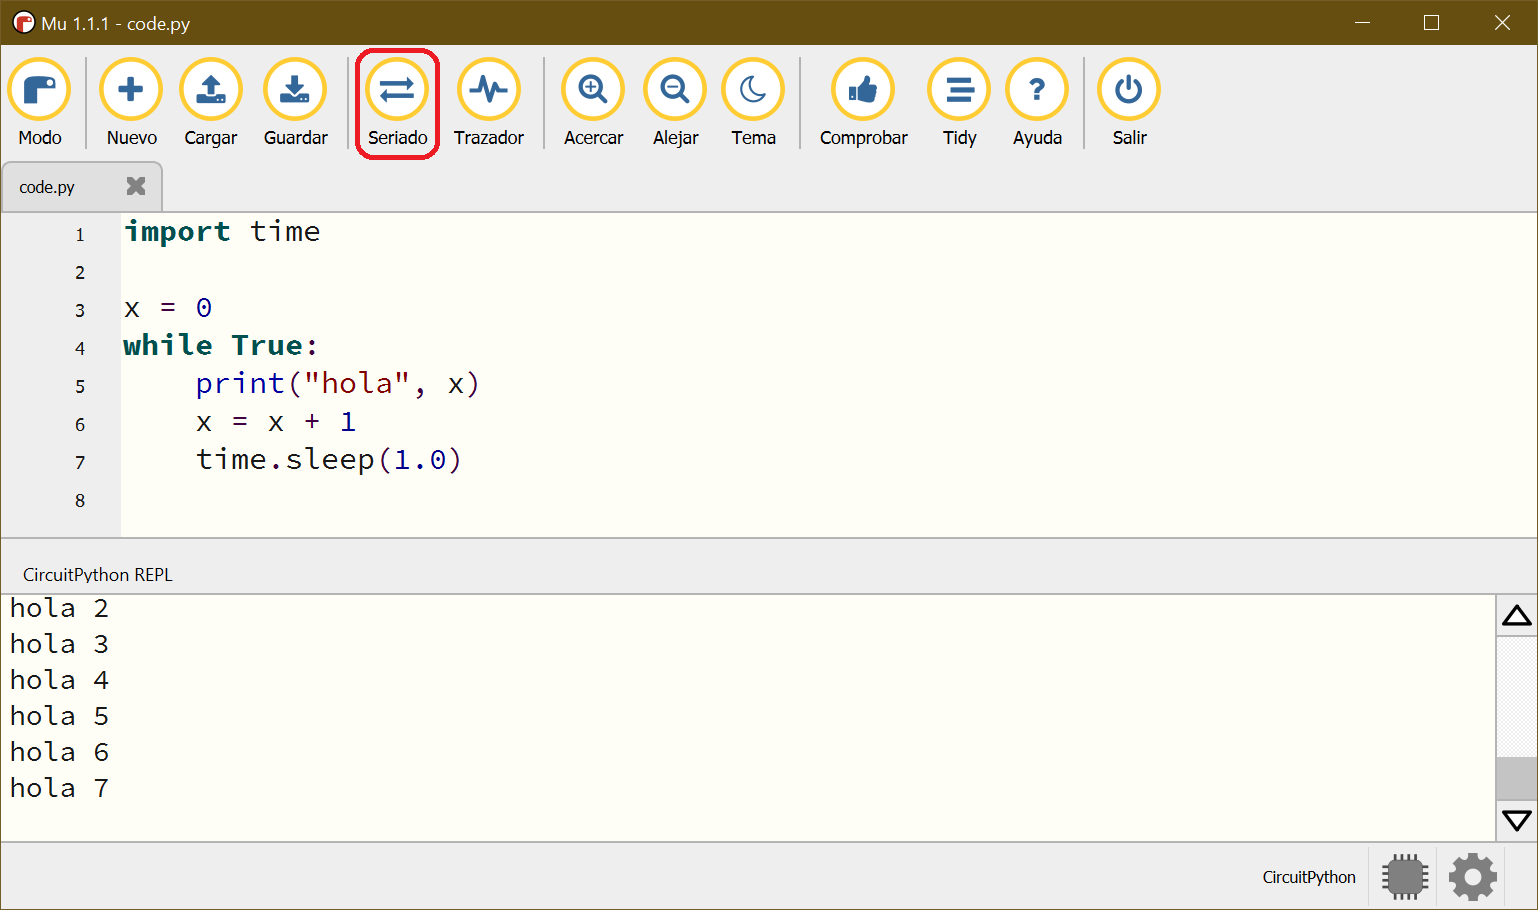 Mu 1.1.1 - code.py
Modo Nuevo Cargar Guardar Seriado Trazador Acercar Alejar Tema Comprobar Tidy Ayuda Salir
code.py
1 import time
2
3 x = 0
4 while True:
5     print("hola", x)
6     x = x + 1
7     time.sleep(1.0)
8
CircuitPython REPL
hola 2
hola 3
hola 4
hola 5
hola 6
hola 7
CircuitPython